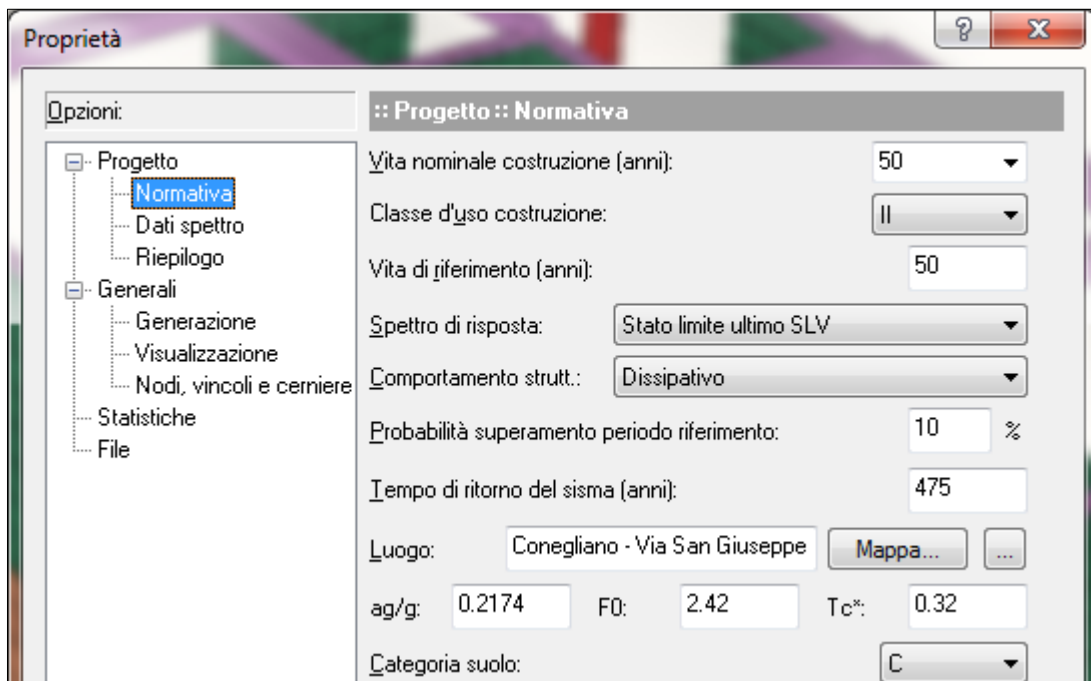 Proprietà
? X
Opzioni:
:: Progetto :: Normativa
Progetto
Normativa
Dati spettro
Riepilogo
Generali
Generazione
Visualizzazione
Nodi, vincoli e cerniere
Statistiche
File
Vita nominale costruzione (anni): 50
Classe d'uso costruzione: II
Vita di riferimento (anni): 50
Spettro di risposta: Stato limite ultimo SLV
Comportamento strutt.: Dissipativo
Probabilità superamento periodo riferimento: 10 %
Tempo di ritorno del sisma (anni): 475
Luogo: Conegliano - Via San Giuseppe Mappa... ...
ag/g: 0.2174 F0: 2.42 Tc*: 0.32
Categoria suolo: C